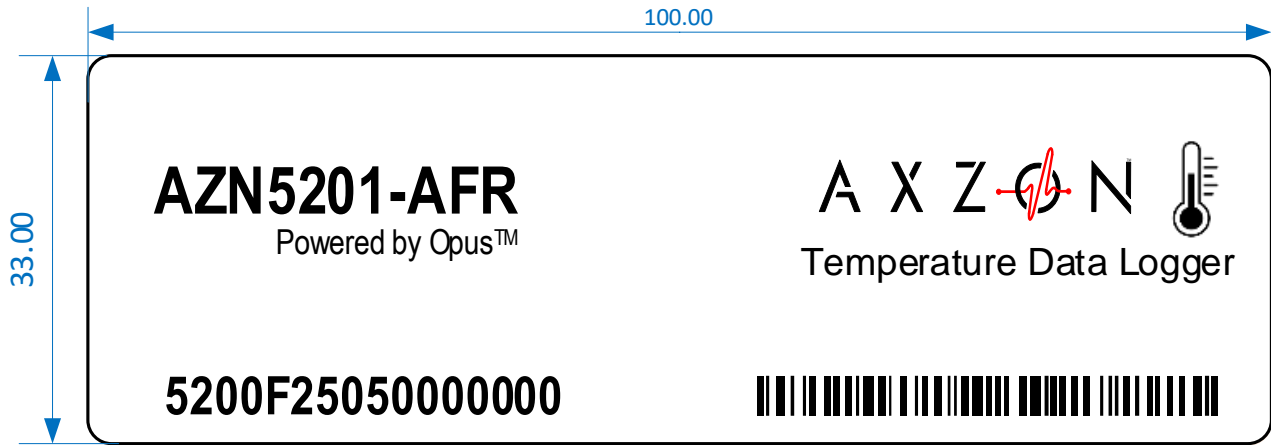 100.00
33.00
AZN5201-AFR
Powered by Opus™
AXZON
Temperature Data Logger
5200F25050000000